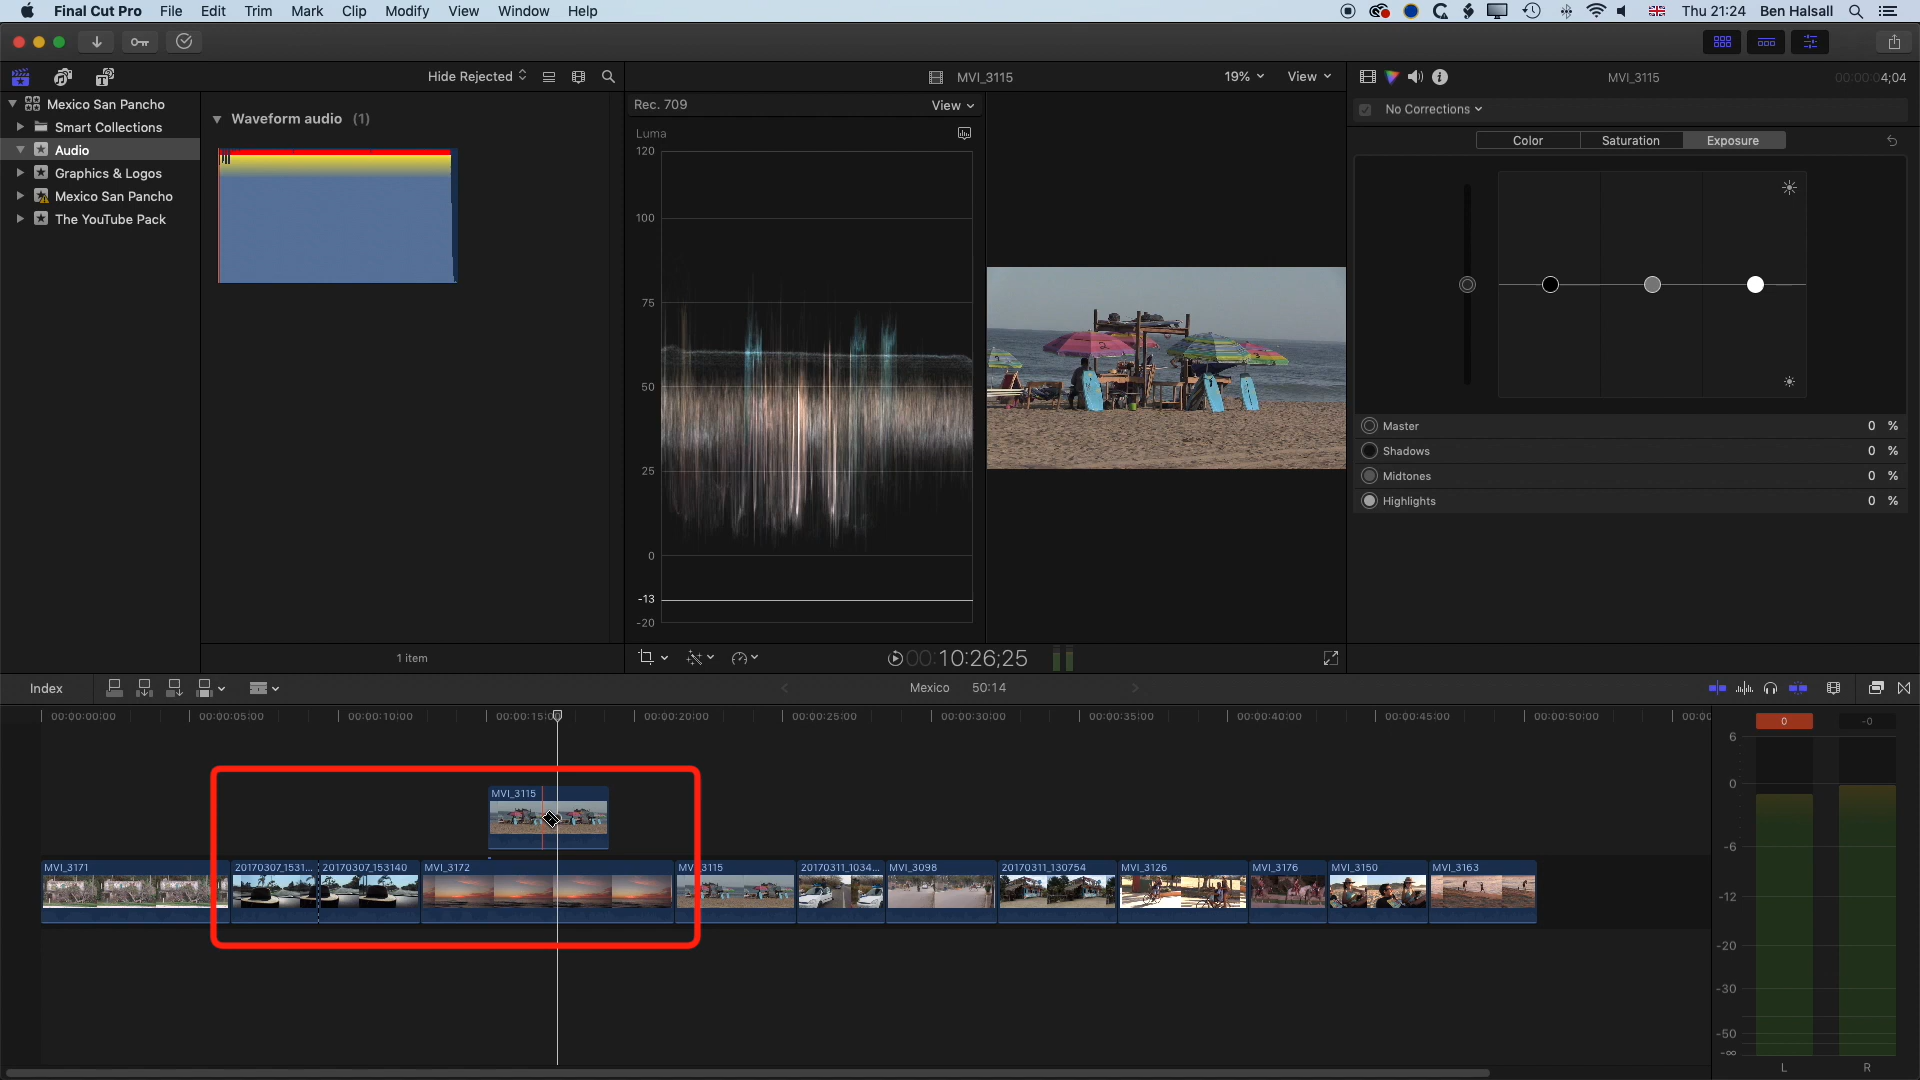 Final Cut Pro File Edit Trim Mark Clip Modify View Window Help Thu 21:24 Ben Halsall
Hide Rejected MVI_3115 19% View MVI_3115 00:00:04;04
Mexico San Pancho
Smart Collections
Audio
Graphics & Logos
Mexico San Pancho
The YouTube Pack
Waveform audio (1)
1 item
Rec. 709 View
Luma
120
100
75
50
25
0
-13
-20
No Corrections
Color Saturation Exposure
Master 0 %
Shadows 0 %
Midtones 0 %
Highlights 0 %
00:10:26;25
Index Mexico 50:14
00:00:00:00 00:00:05:00 00:00:10:00 00:00:15:00 00:00:20:00 00:00:25:00 00:00:30:00 00:00:35:00 00:00:40:00 00:00:45:00 00:00:50:00
MVI_3115
MVI_3171 20170307_1531... 20170307_153140 MVI_3172 MVI_3115 20170311_1034... MVI_3098 20170311_130754 MVI_3126 MVI_3176 MVI_3150 MVI_3163
0 -0
6
0
-6
-12
-20
-30
-50
-∞
L R